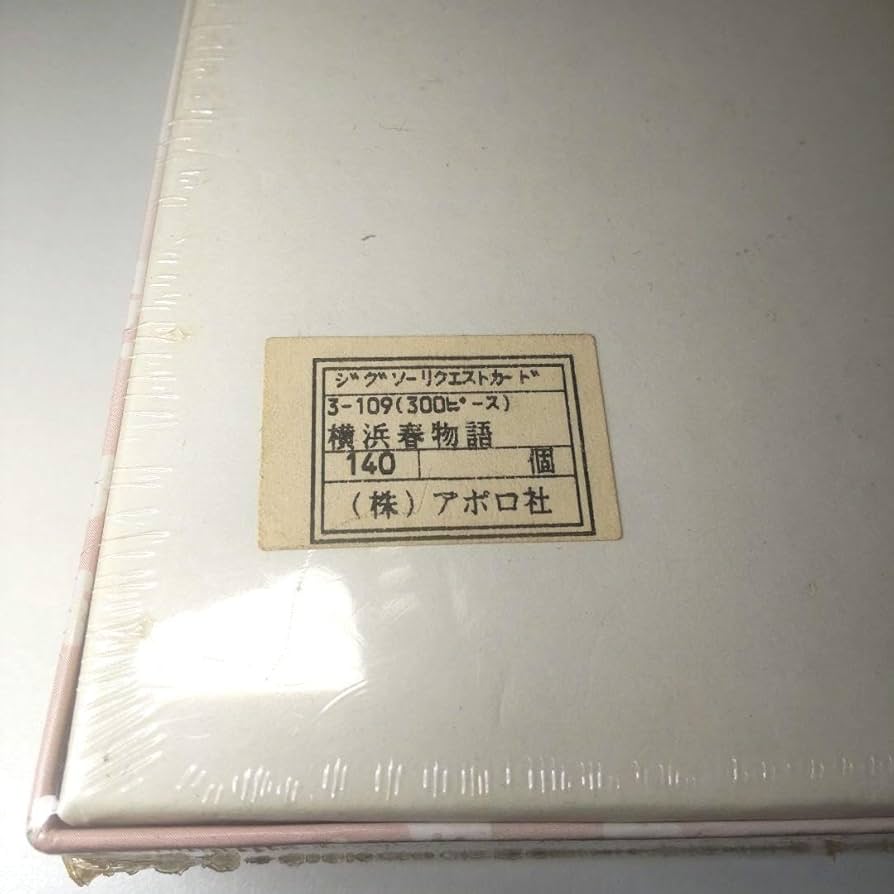 ジグソーリクエストカード
3-109(300ピース)
横浜春物語
140 個
(株)アポロ社